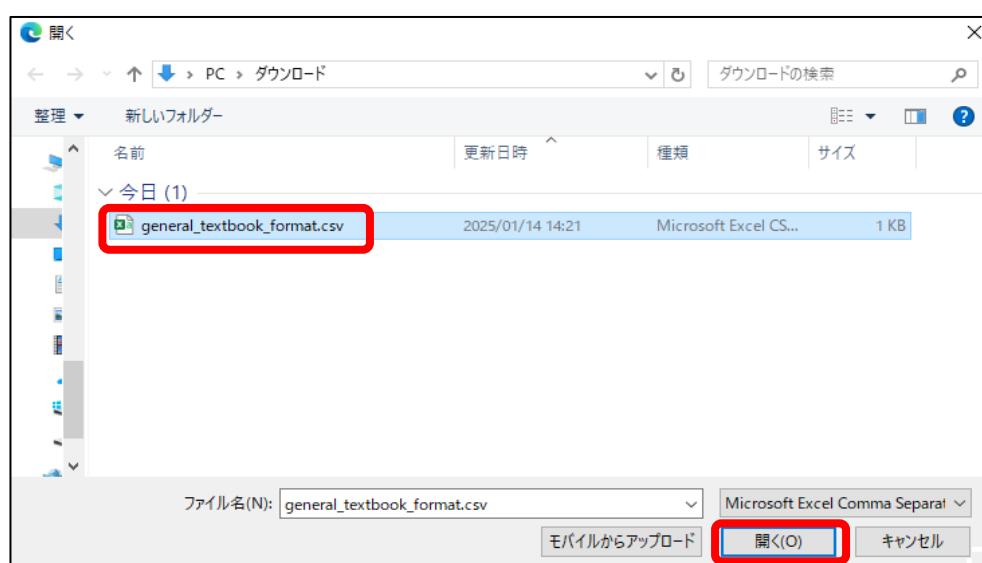 開く
PC > ダウンロード
ダウンロードの検索
整理 新しいフォルダー
名前 更新日時 種類 サイズ
今日 (1)
general_textbook_format.csv 2025/01/14 14:21 Microsoft Excel CS... 1 KB
ファイル名(N): general_textbook_format.csv Microsoft Excel Comma Separat
モバイルからアップロード 開く(O) キャンセル